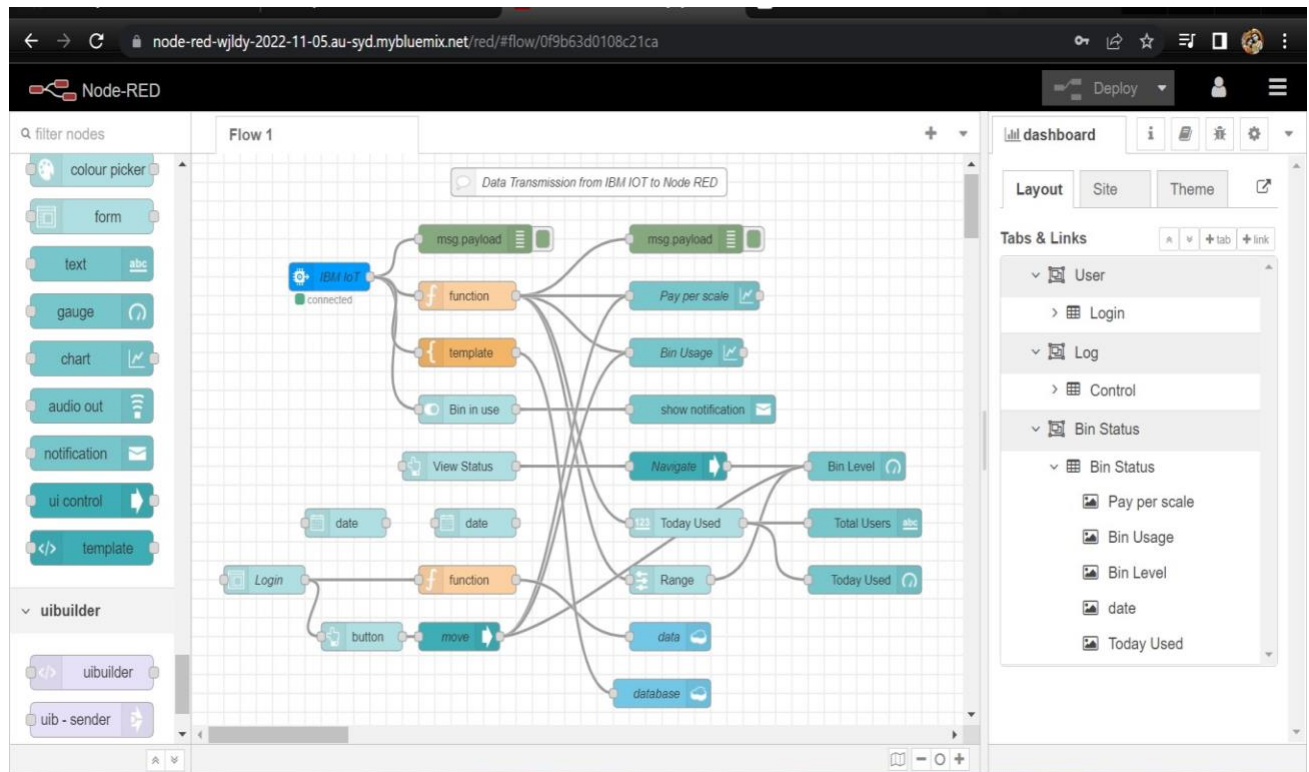 node-red-wjldy-2022-11-05.au-syd.mybluemix.net/red/#flow/0f9b63d0108c21ca
Node-RED
Deploy
filter nodes
colour picker
form
text
abc
gauge
chart
audio out
notification
ui control
template
uibuilder
uibuilder
uib - sender
Flow 1
Data Transmission from IBM IOT to Node RED
msg.payload
msg.payload
IBM IoT
connected
function
Pay per scale
template
Bin Usage
Bin in use
show notification
View Status
Navigate
Bin Level
date
date
123
Today Used
Total Users
abc
Login
function
Range
Today Used
button
move
data
database
dashboard
i
Layout
Site
Theme
Tabs & Links
+tab
+link
User
Login
Log
Control
Bin Status
Bin Status
Pay per scale
Bin Usage
Bin Level
date
Today Used